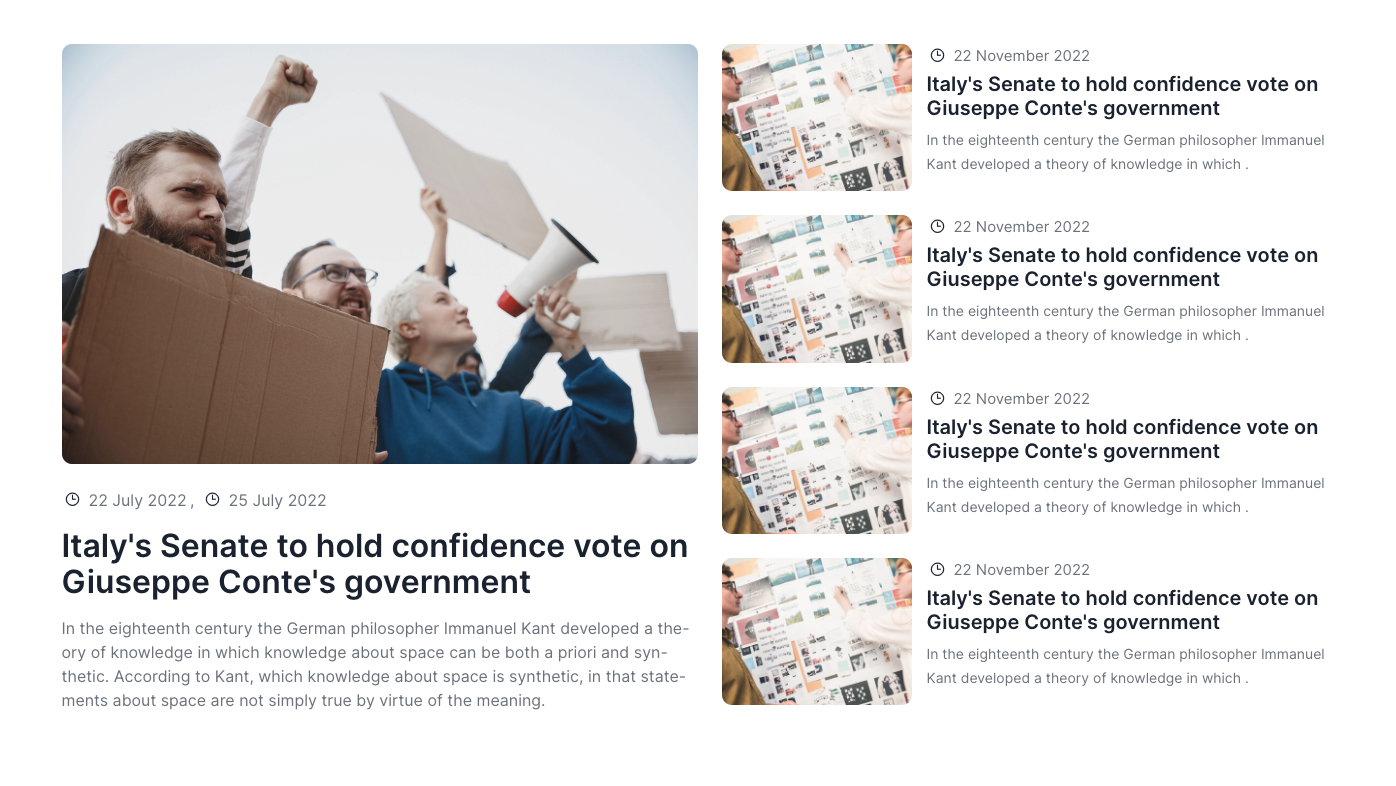 22 July 2022 , 25 July 2022
Italy's Senate to hold confidence vote on
Giuseppe Conte's government
In the eighteenth century the German philosopher Immanuel Kant developed a the-
ory of knowledge in which knowledge about space can be both a priori and syn-
thetic. According to Kant, which knowledge about space is synthetic, in that state-
ments about space are not simply true by virtue of the meaning.
22 November 2022
Italy's Senate to hold confidence vote on
Giuseppe Conte's government
In the eighteenth century the German philosopher Immanuel
Kant developed a theory of knowledge in which .
22 November 2022
Italy's Senate to hold confidence vote on
Giuseppe Conte's government
In the eighteenth century the German philosopher Immanuel
Kant developed a theory of knowledge in which .
22 November 2022
Italy's Senate to hold confidence vote on
Giuseppe Conte's government
In the eighteenth century the German philosopher Immanuel
Kant developed a theory of knowledge in which .
22 November 2022
Italy's Senate to hold confidence vote on
Giuseppe Conte's government
In the eighteenth century the German philosopher Immanuel
Kant developed a theory of knowledge in which .